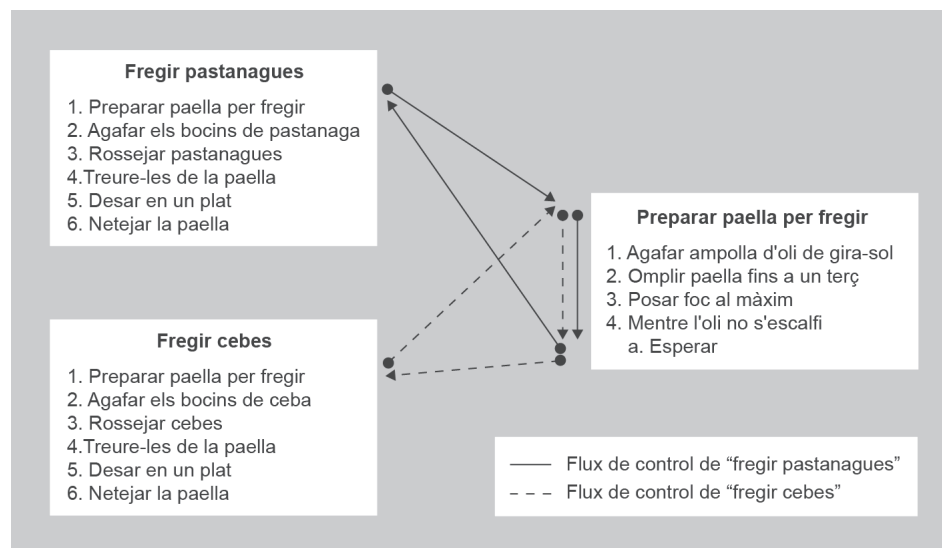 Fregir pastanagues
1. Preparar paella per fregir
2. Agafar els bocins de pastanaga
3. Rossejar pastanagues
4.Treure-les de la paella
5. Desar en un plat
6. Netejar la paella
Preparar paella per fregir
1. Agafar ampolla d'oli de gira-sol
2. Omplir paella fins a un terç
3. Posar foc al màxim
4. Mentre l'oli no s'escalfi
a. Esperar
Fregir cebes
1. Preparar paella per fregir
2. Agafar els bocins de ceba
3. Rossejar cebes
4.Treure-les de la paella
5. Desar en un plat
6. Netejar la paella
Flux de control de “fregir pastanagues”
Flux de control de “fregir cebes”